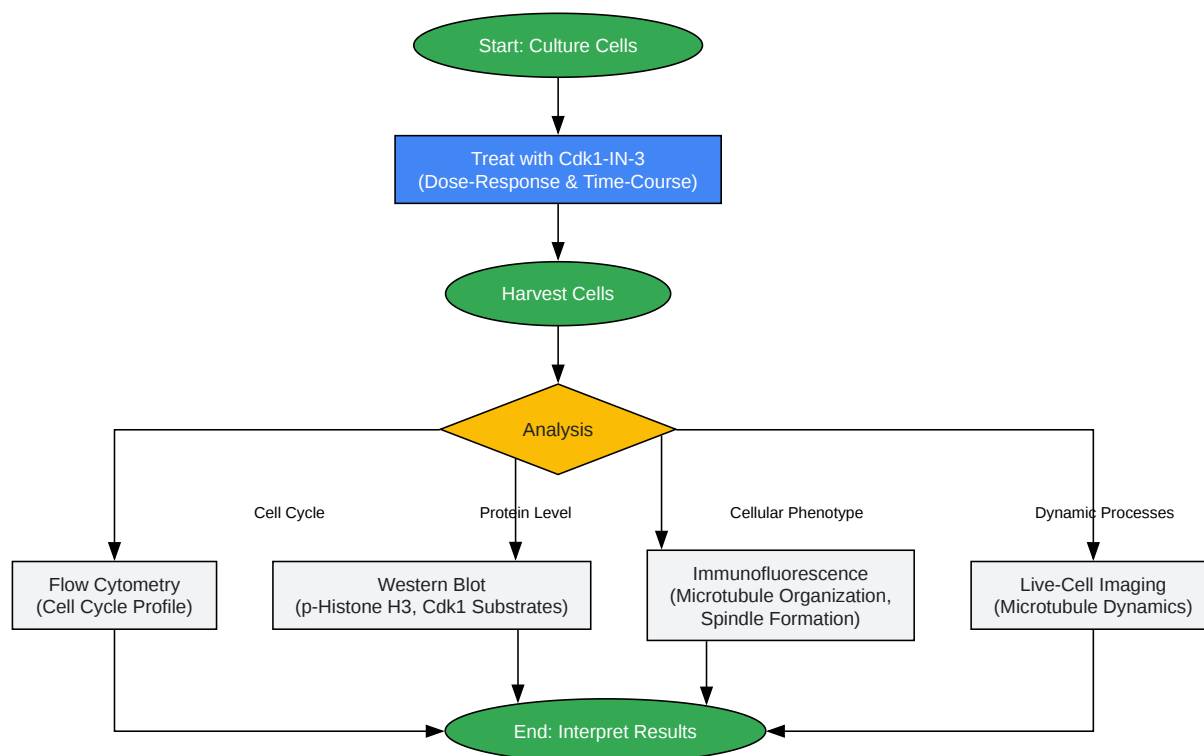 Start: Culture Cells
Treat with Cdk1-IN-3
(Dose-Response & Time-Course)
Harvest Cells
Analysis
Cell Cycle
Protein Level
Cellular Phenotype
Dynamic Processes
Flow Cytometry
(Cell Cycle Profile)
Western Blot
(p-Histone H3, Cdk1 Substrates)
Immunofluorescence
(Microtubule Organization,
Spindle Formation)
Live-Cell Imaging
(Microtubule Dynamics)
End: Interpret Results